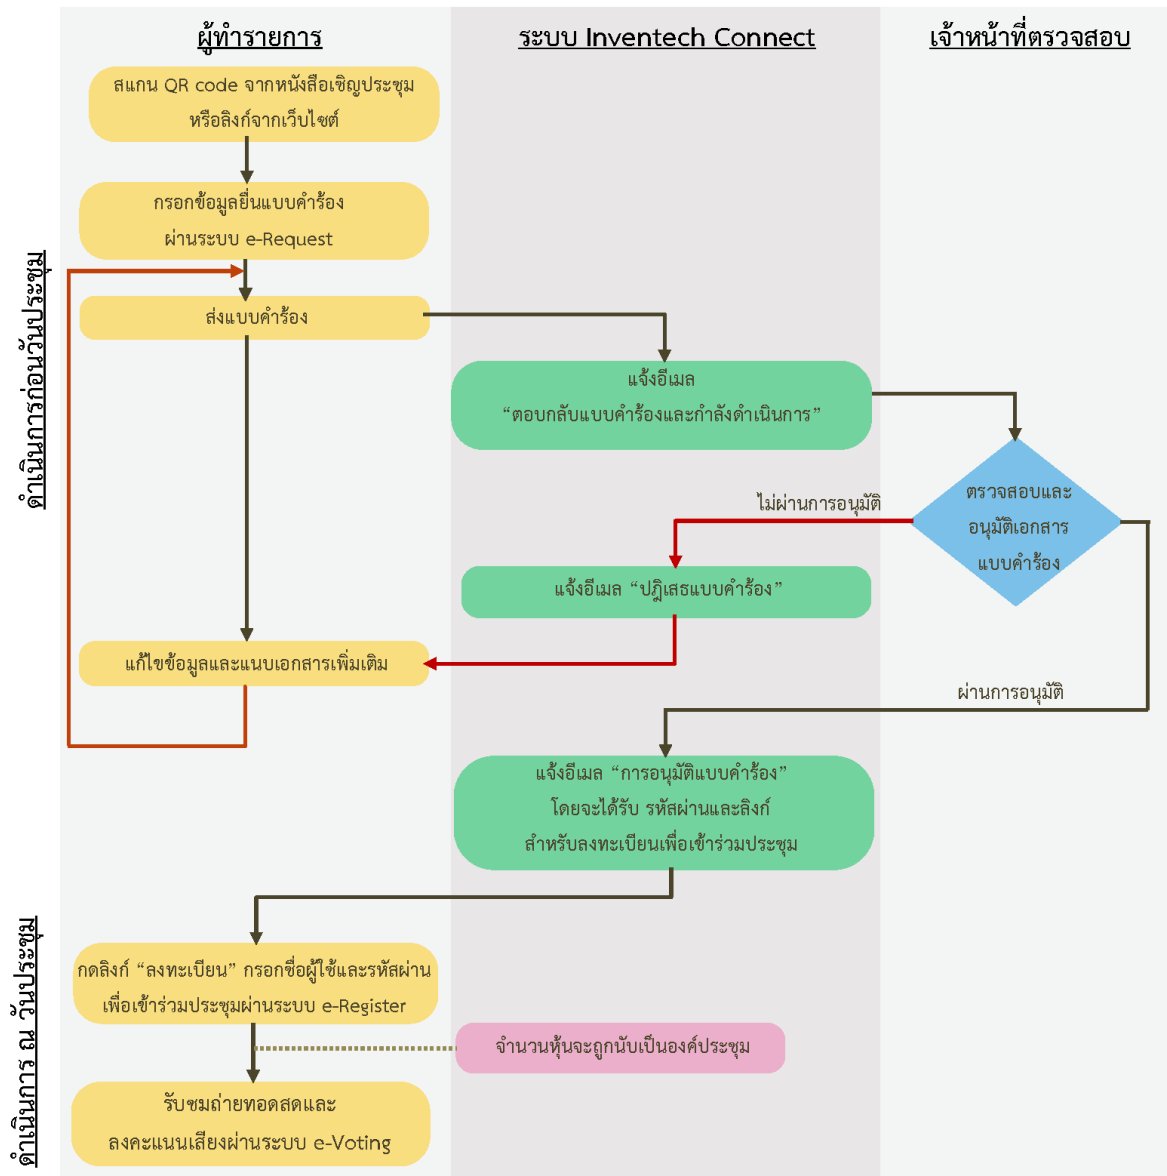 ผู้ทำรายการ
ระบบ Inventech Connect
เจ้าหน้าที่ตรวจสอบ
ดำเนินการก่อนวันประชุม
สแกน QR code จากหนังสือเชิญประชุม
หรือลิงก์จากเว็บไซต์
กรอกข้อมูลยื่นแบบคำร้อง
ผ่านระบบ e-Request
ส่งแบบคำร้อง
แจ้งอีเมล
“ตอบกลับแบบคำร้องและกำลังดำเนินการ”
ตรวจสอบและ
อนุมัติเอกสาร
แบบคำร้อง
ไม่ผ่านการอนุมัติ
แจ้งอีเมล “ปฎิเสธแบบคำร้อง”
แก้ไขข้อมูลและแนบเอกสารเพิ่มเติม
ผ่านการอนุมัติ
แจ้งอีเมล “การอนุมัติแบบคำร้อง”
โดยจะได้รับ รหัสผ่านและลิงก์
สำหรับลงทะเบียนเพื่อเข้าร่วมประชุม
ดำเนินการ ณ วันประชุม
กดลิงก์ “ลงทะเบียน” กรอกชื่อผู้ใช้และรหัสผ่าน
เพื่อเข้าร่วมประชุมผ่านระบบ e-Register
จำนวนหุ้นจะถูกนับเป็นองค์ประชุม
รับชมถ่ายทอดสดและ
ลงคะแนนเสียงผ่านระบบ e-Voting